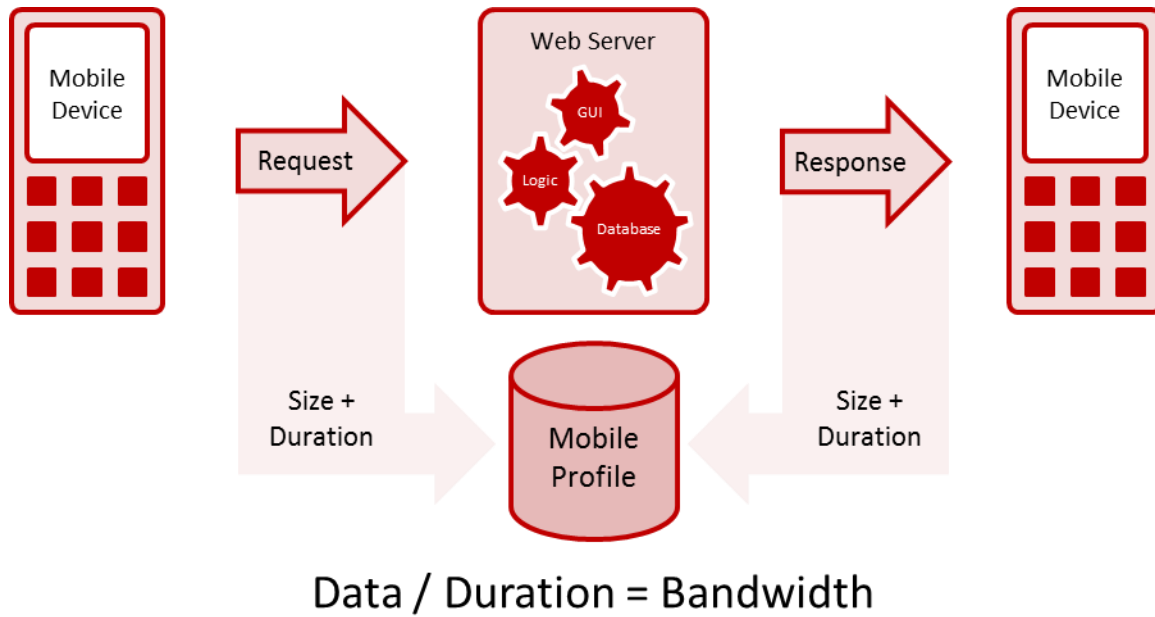 Mobile
Device
Request
Web Server
GUI
Logic
Database
Response
Mobile
Device
Size +
Duration
Mobile
Profile
Size +
Duration
Data / Duration = Bandwidth